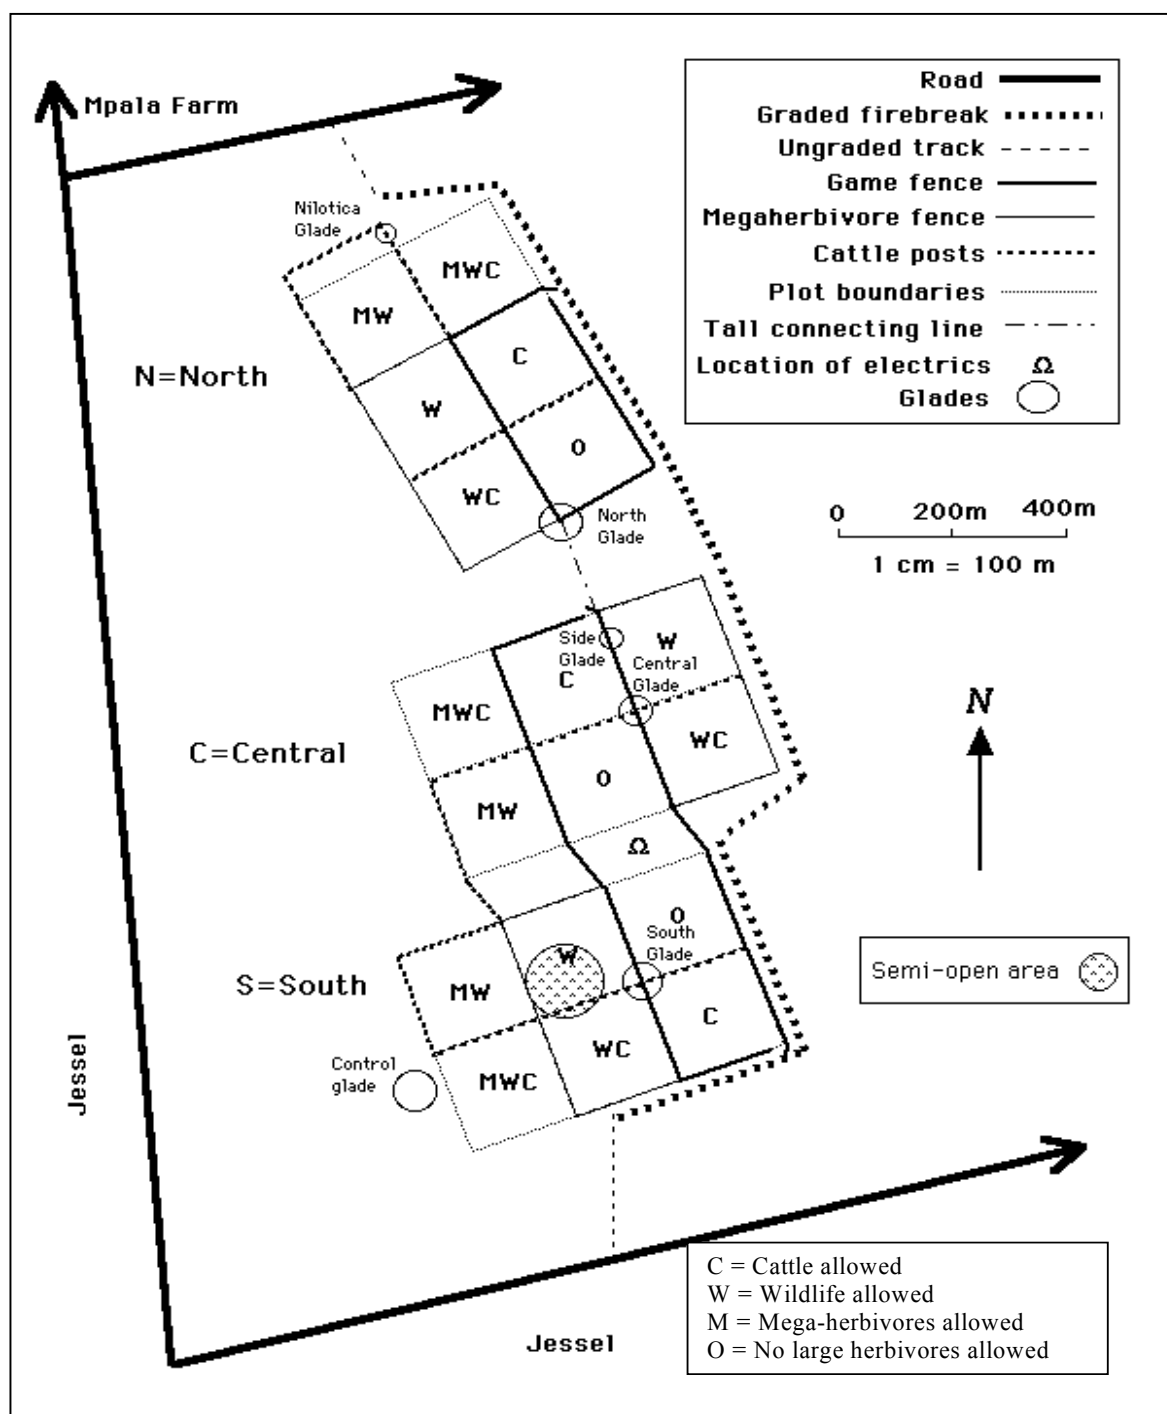 Mpala Farm
Road
Graded firebreak
Ungraded track
Game fence
Megaherbivore fence
Cattle posts
Plot boundaries
Tall connecting line
Location of electrics Ω
Glades
Nilotica
Glade
MWC
MW
C
N=North
W
O
WC
North
Glade
0 200m 400m
1 cm = 100 m
Side
Glade
W
C
Central
Glade
MWC
WC
N
C=Central
O
MW
Ω
O
South
Glade
W
S=South
MW
Semi-open area
C
WC
Control
glade
MWC
Jessel
Jessel
C = Cattle allowed
W = Wildlife allowed
M = Mega-herbivores allowed
O = No large herbivores allowed